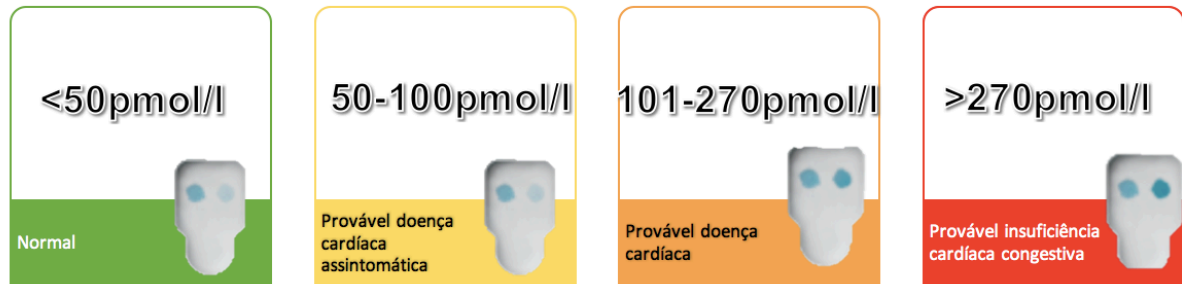 <50pmol/l
Normal
50-100pmol/l
Provável doença
cardíaca
assintomática
101-270pmol/l
Provável doença
cardíaca
>270pmol/l
Provável insuficiência
cardíaca congestiva